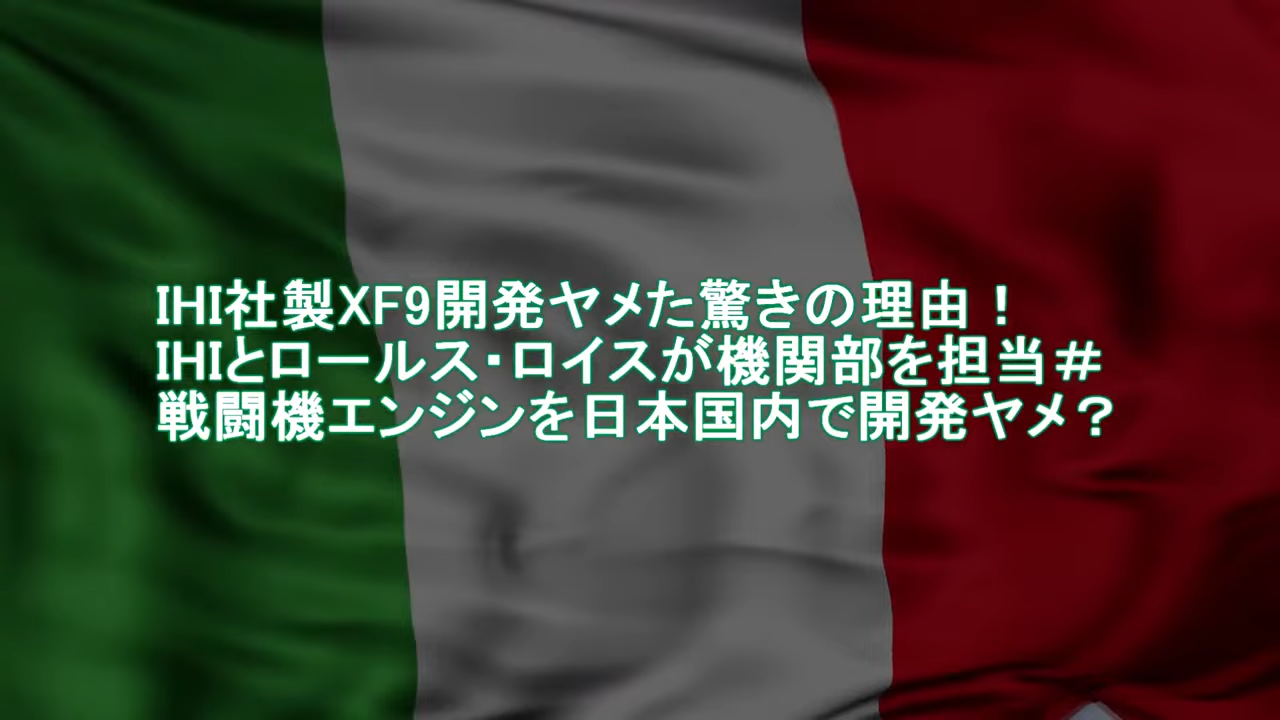 IHI社製XF9開発ヤメた驚きの理由！
IHIとロールス・ロイスが機関部を担当＃
戦闘機エンジンを日本国内で開発ヤメ？